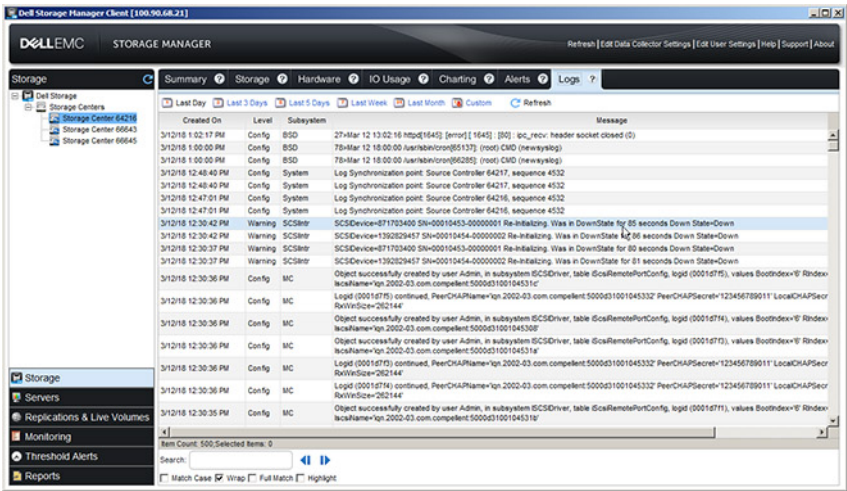 Dell Storage Manager Client [100.90.68.21]
DELLEMC STORAGE MANAGER
Refresh | Edit Data Collector Settings | Edit User Settings | Help | Support | About
Storage
Summary ? Storage ? Hardware ? IO Usage ? Charting ? Alerts ? Logs ?
Dell Storage
Storage Centers
Storage Center 64216
Storage Center 66643
Storage Center 66645
Last Day Last 3 Days Last 5 Days Last Week Last Month Custom Refresh
Created On Level Subsystem Message
3/12/18 1:02:17 PM Config BSD 27>Mar 12 13:02:16 httpd[1645]: [error] [ 1645] : [80] : ipc_recv: header socket closed (0)
3/12/18 1:00:00 PM Config BSD 78>Mar 12 18:00:00 /usr/sbin/cron[65137]: (root) CMD (newsyslog)
3/12/18 1:00:00 PM Config BSD 78>Mar 12 18:00:00 /usr/sbin/cron[66285]: (root) CMD (newsyslog)
3/12/18 12:48:40 PM Config System Log Synchronization point: Source Controller 64217, sequence 4532
3/12/18 12:48:40 PM Config System Log Synchronization point: Source Controller 64217, sequence 4532
3/12/18 12:47:01 PM Config System Log Synchronization point: Source Controller 64216, sequence 4532
3/12/18 12:47:01 PM Config System Log Synchronization point: Source Controller 64216, sequence 4532
3/12/18 12:30:42 PM Warning SCSIIntr SCSIDevice=871703400 SN=00010453-00000001 Re-Initializing. Was in DownState for 85 seconds Down State=Down
3/12/18 12:30:42 PM Warning SCSIIntr SCSIDevice=1392829457 SN=00010454-00000002 Re-Initializing. Was in DownState for 86 seconds Down State=Down
3/12/18 12:30:37 PM Warning SCSIIntr SCSIDevice=871703400 SN=00010453-00000001 Re-Initializing. Was in DownState for 80 seconds Down State=Down
3/12/18 12:30:37 PM Warning SCSIIntr SCSIDevice=1392829457 SN=00010454-00000002 Re-Initializing. Was in DownState for 81 seconds Down State=Down
3/12/18 12:30:36 PM Config MC Object successfully created by user Admin, in subsystem ISCSIDriver, table iScsiRemotePortConfig, logid (0001d7f5), values BootIndex='6' RIndex=
IscsiName='iqn.2002-03.com.compellent:5000d3100104531c'
3/12/18 12:30:36 PM Config MC Logid (0001d7f5) continued, PeerCHAPName='iqn.2002-03.com.compellent:5000d31001045332' PeerCHAPSecret='123456789011' LocalCHAPSecr
RxWinSize='262144'
3/12/18 12:30:36 PM Config MC Object successfully created by user Admin, in subsystem ISCSIDriver, table iScsiRemotePortConfig, logid (0001d7f4), values BootIndex='6' RIndex=
IscsiName='iqn.2002-03.com.compellent:5000d31001045308'
3/12/18 12:30:36 PM Config MC Object successfully created by user Admin, in subsystem ISCSIDriver, table iScsiRemotePortConfig, logid (0001d7f3), values BootIndex='6' RIndex=
IscsiName='iqn.2002-03.com.compellent:5000d3100104531a'
3/12/18 12:30:36 PM Config MC Logid (0001d7f3) continued, PeerCHAPName='iqn.2002-03.com.compellent:5000d31001045332' PeerCHAPSecret='123456789011' LocalCHAPSecr
RxWinSize='262144'
3/12/18 12:30:36 PM Config MC Logid (0001d7f4) continued, PeerCHAPName='iqn.2002-03.com.compellent:5000d31001045332' PeerCHAPSecret='123456789011' LocalCHAPSecr
RxWinSize='262144'
3/12/18 12:30:35 PM Config MC Object successfully created by user Admin, in subsystem ISCSIDriver, table iScsiRemotePortConfig, logid (0001d7f1), values BootIndex='6' RIndex=
IscsiName='iqn.2002-03.com.compellent:5000d3100104531b'
Storage
Servers
Replications & Live Volumes
Monitoring
Threshold Alerts
Reports
Item Count: 500;Selected Items: 0
Search:
Match Case Wrap Full Match Highlight